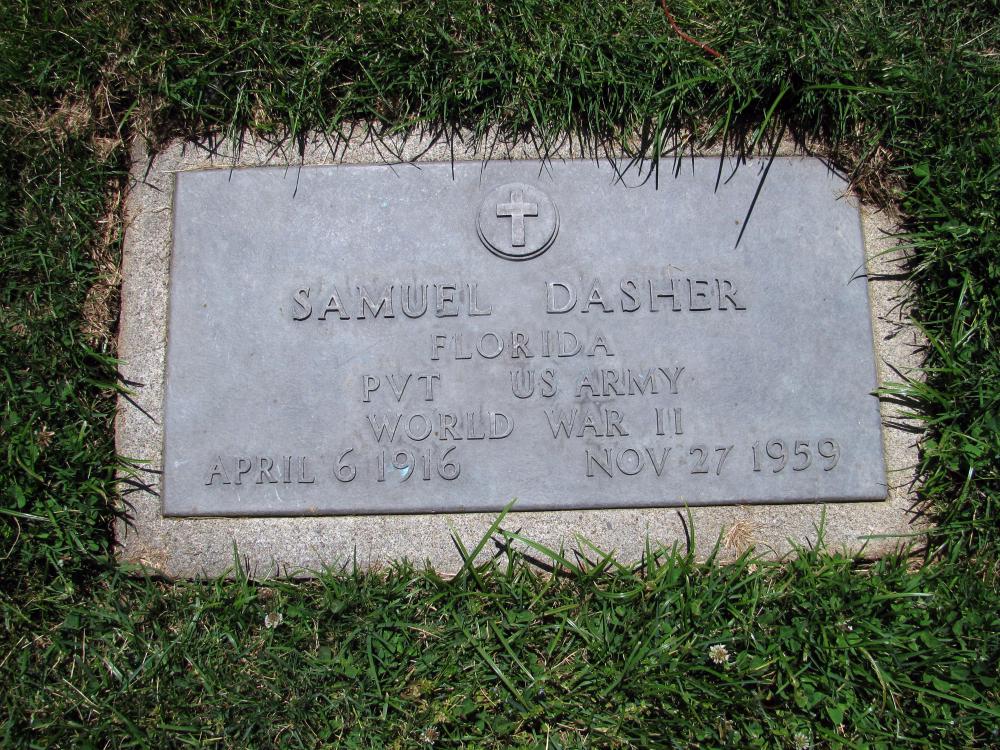 SAMUEL DASHER
FLORIDA
PVT US ARMY
WORLD WAR II
APRIL 6 1916 NOV 27 1959